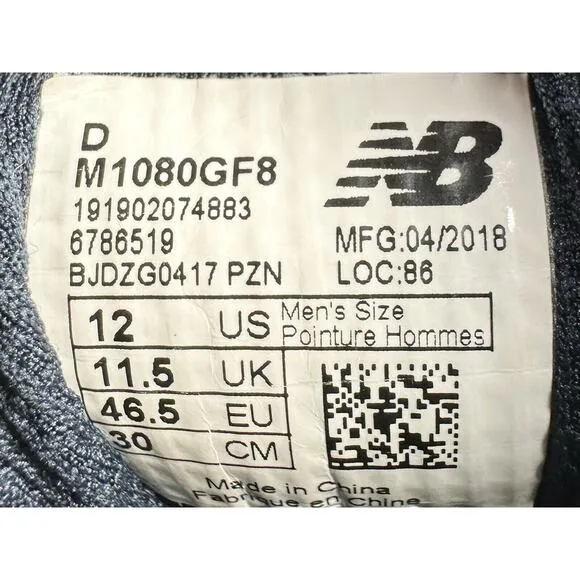 D
M1080GF8
191902074883
6786519
BJDZG0417 PZN
NB
MFG:04/2018
LOC:86
12 US Men's Size
Pointure Hommes
11.5 UK
46.5 EU
30 CM
Made in China
Fabrique en Chine